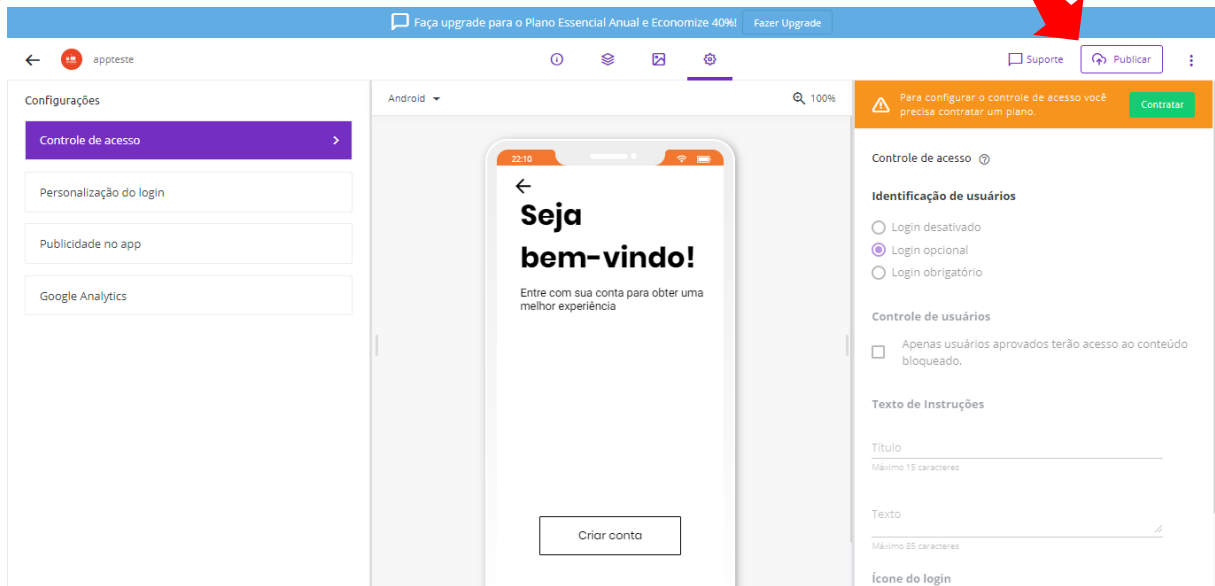 Faça upgrade para o Plano Essencial Anual e Economize 40%! Fazer Upgrade
appteste
Suporte
Publicar
Configurações
Controle de acesso
Personalização do login
Publicidade no app
Google Analytics
Android
100%
22:10
Seja
bem-vindo!
Entre com sua conta para obter uma
melhor experiência
Criar conta
Para configurar o controle de acesso você
precisa contratar um plano.
Contratar
Controle de acesso
Identificação de usuários
Login desativado
Login opcional
Login obrigatório
Controle de usuários
Apenas usuários aprovados terão acesso ao conteúdo
bloqueado.
Texto de Instruções
Título
Máximo 15 caracteres
Texto
Máximo 85 caracteres
Ícone do login